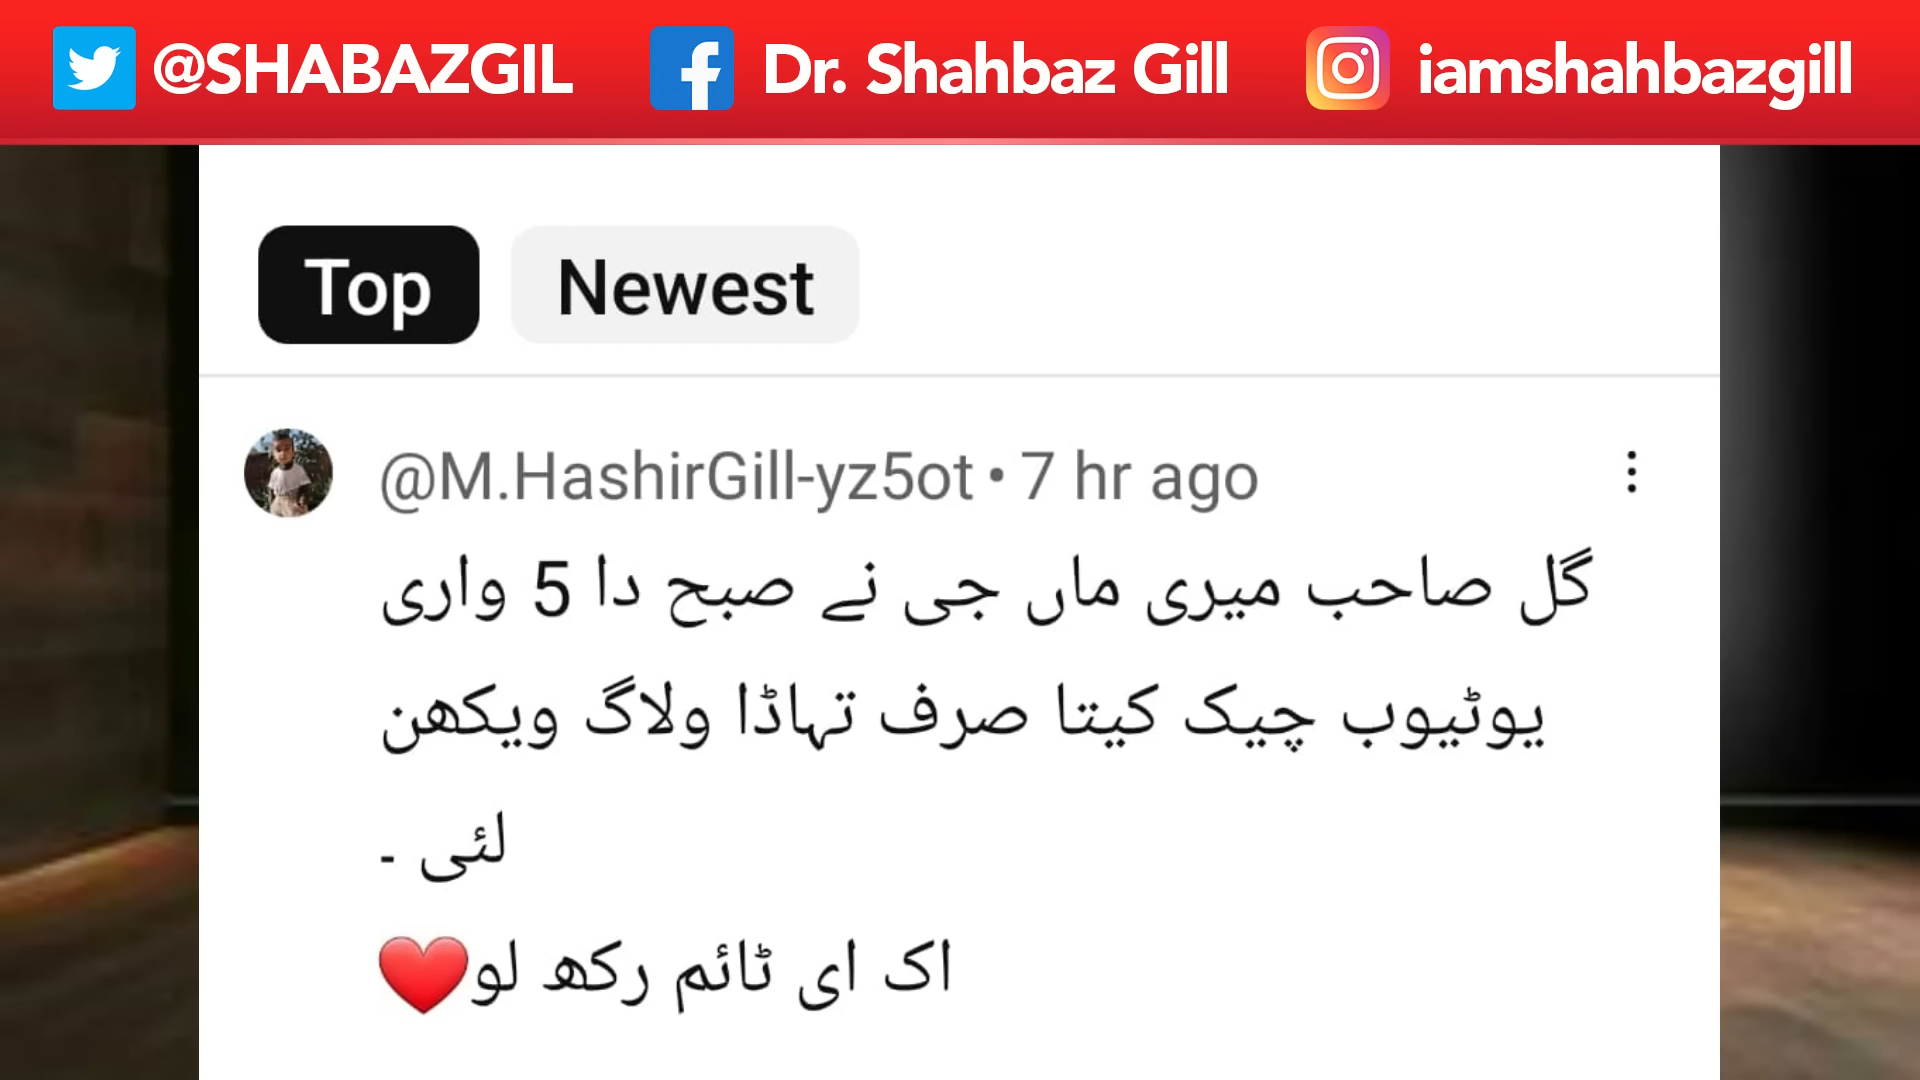 @SHABAZGIL
Dr. Shahbaz Gill
iamshahbazgill
Top
Newest
@M.HashirGill-yz5ot • 7 hr ago
گل صاحب میری ماں جی نے صبح دا 5 واری
یوٹیوب چیک کیتا صرف تہاڈا ولاگ ویکھن
لئی ۔
اک ای ٹائم رکھ لو❤️